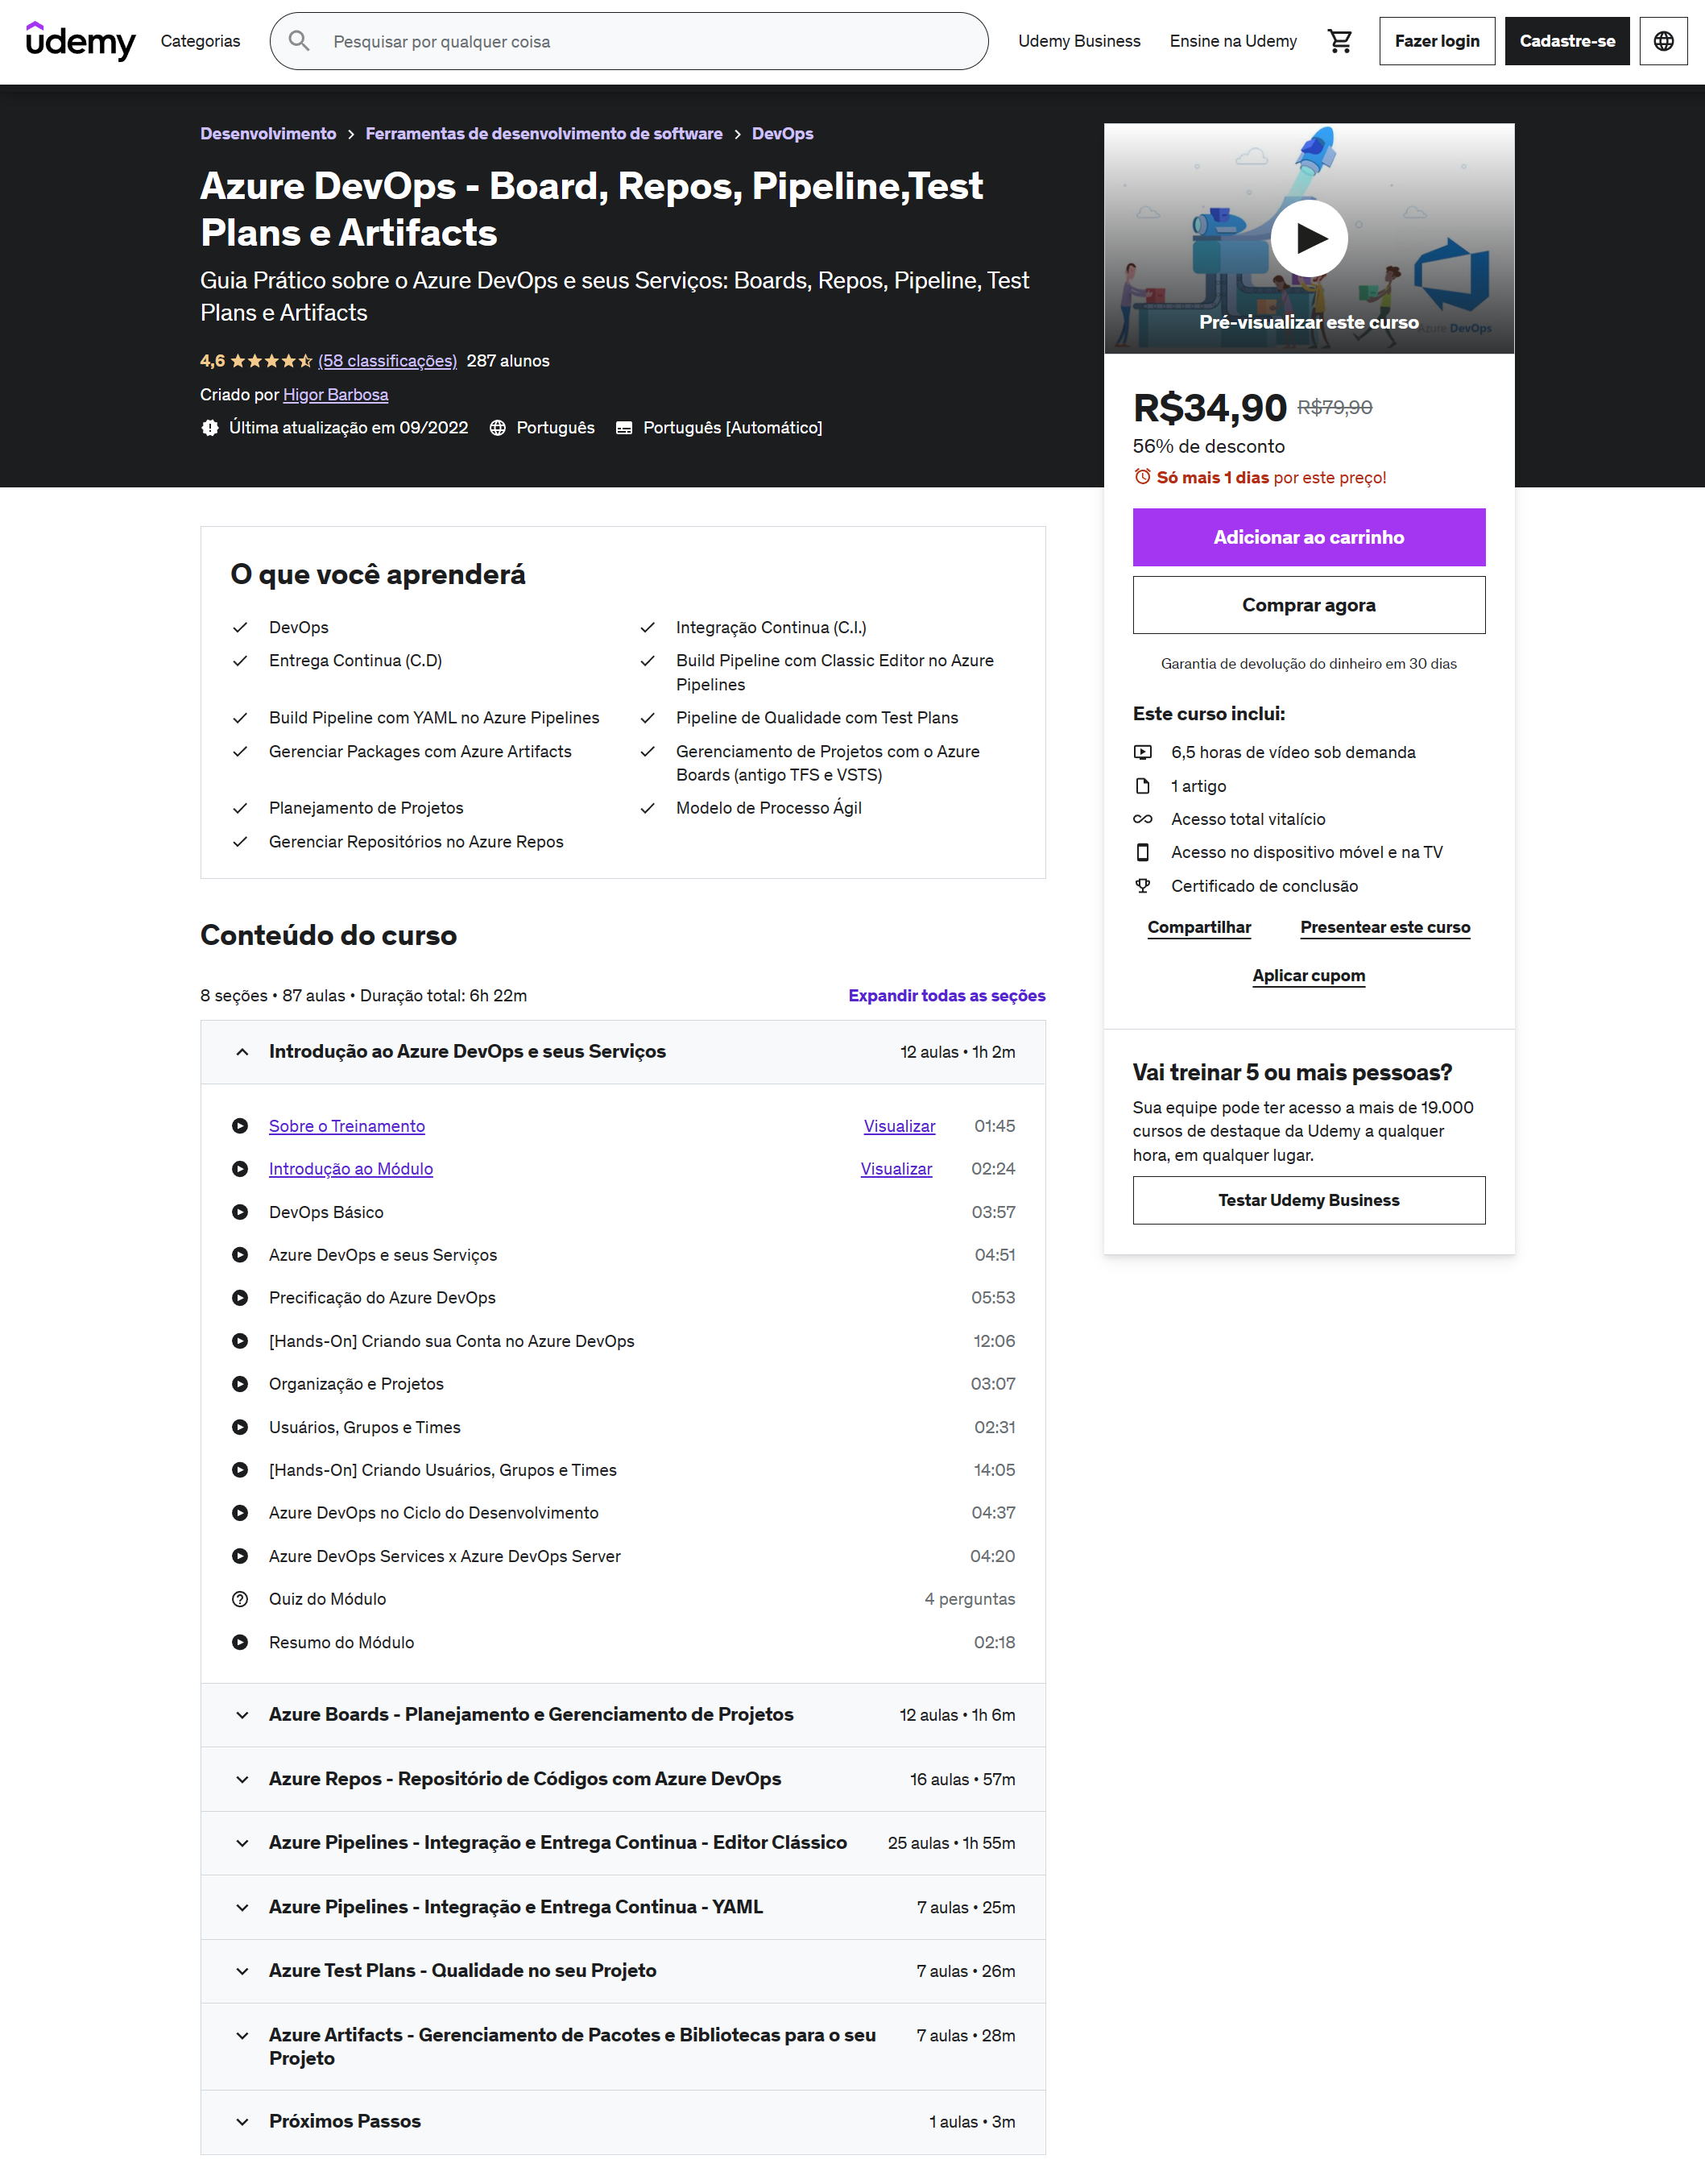 udemy
Categorias
Pesquisar por qualquer coisa
Udemy Business
Ensine na Udemy
Fazer login
Cadastre-se
Desenvolvimento > Ferramentas de desenvolvimento de software > DevOps
Azure DevOps - Board, Repos, Pipeline,Test
Plans e Artifacts
Guia Prático sobre o Azure DevOps e seus Serviços: Boards, Repos, Pipeline, Test
Plans e Artifacts
4,6 (58 classificações) 287 alunos
Criado por Higor Barbosa
Última atualização em 09/2022 Português Português [Automático]
Azure DevOps
Pré-visualizar este curso
R$34,90 R$79,90
56% de desconto
Só mais 1 dias por este preço!
Adicionar ao carrinho
Comprar agora
Garantia de devolução do dinheiro em 30 dias
Este curso inclui:
6,5 horas de vídeo sob demanda
1 artigo
Acesso total vitalício
Acesso no dispositivo móvel e na TV
Certificado de conclusão
Compartilhar
Presentear este curso
Aplicar cupom
Vai treinar 5 ou mais pessoas?
Sua equipe pode ter acesso a mais de 19.000
cursos de destaque da Udemy a qualquer
hora, em qualquer lugar.
Testar Udemy Business
O que você aprenderá
DevOps
Integração Continua (C.I.)
Entrega Continua (C.D)
Build Pipeline com Classic Editor no Azure
Pipelines
Build Pipeline com YAML no Azure Pipelines
Pipeline de Qualidade com Test Plans
Gerenciar Packages com Azure Artifacts
Gerenciamento de Projetos com o Azure
Boards (antigo TFS e VSTS)
Planejamento de Projetos
Modelo de Processo Ágil
Gerenciar Repositórios no Azure Repos
Conteúdo do curso
8 seções • 87 aulas • Duração total: 6h 22m
Expandir todas as seções
Introdução ao Azure DevOps e seus Serviços 12 aulas • 1h 2m
Sobre o Treinamento Visualizar 01:45
Introdução ao Módulo Visualizar 02:24
DevOps Básico 03:57
Azure DevOps e seus Serviços 04:51
Precificação do Azure DevOps 05:53
[Hands-On] Criando sua Conta no Azure DevOps 12:06
Organização e Projetos 03:07
Usuários, Grupos e Times 02:31
[Hands-On] Criando Usuários, Grupos e Times 14:05
Azure DevOps no Ciclo do Desenvolvimento 04:37
Azure DevOps Services x Azure DevOps Server 04:20
Quiz do Módulo 4 perguntas
Resumo do Módulo 02:18
Azure Boards - Planejamento e Gerenciamento de Projetos 12 aulas • 1h 6m
Azure Repos - Repositório de Códigos com Azure DevOps 16 aulas • 57m
Azure Pipelines - Integração e Entrega Continua - Editor Clássico 25 aulas • 1h 55m
Azure Pipelines - Integração e Entrega Continua - YAML 7 aulas • 25m
Azure Test Plans - Qualidade no seu Projeto 7 aulas • 26m
Azure Artifacts - Gerenciamento de Pacotes e Bibliotecas para o seu 7 aulas • 28m
Projeto
Próximos Passos 1 aulas • 3m